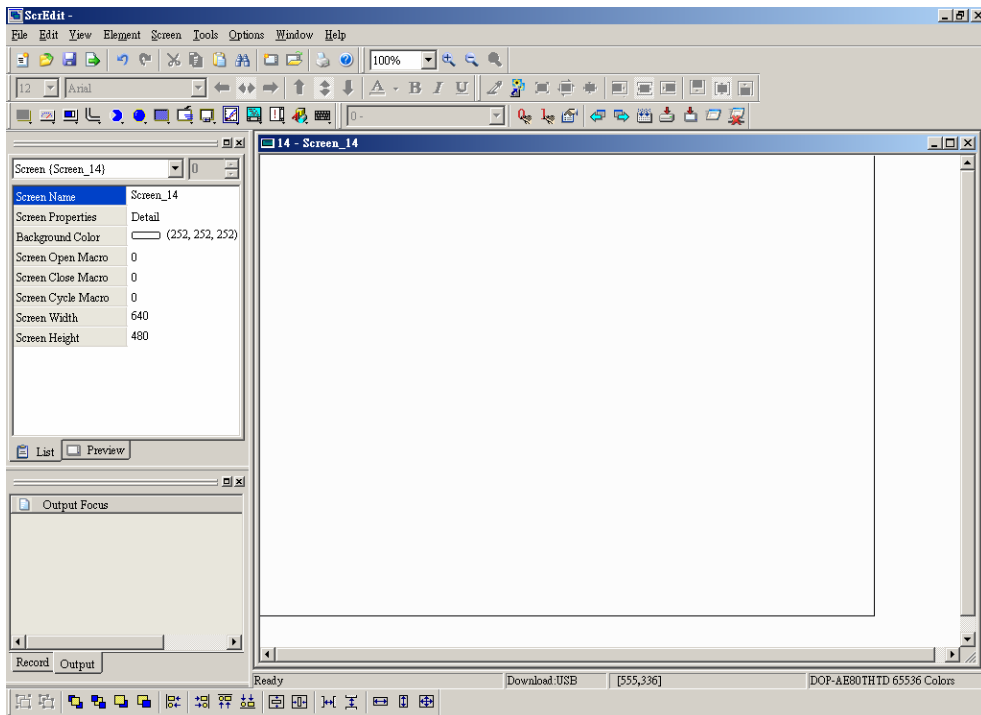 ScrEdit -
File Edit View Element Screen Tools Options Window Help
100%
12 Arial A B I U
0 -
14 - Screen_14
Screen {Screen_14} 0
Screen Name Screen_14
Screen Properties Detail
Background Color (252, 252, 252)
Screen Open Macro 0
Screen Close Macro 0
Screen Cycle Macro 0
Screen Width 640
Screen Height 480
List Preview
Output Focus
Record Output
Ready Download:USB [555,336] DOP-AE80THTD 65536 Colors